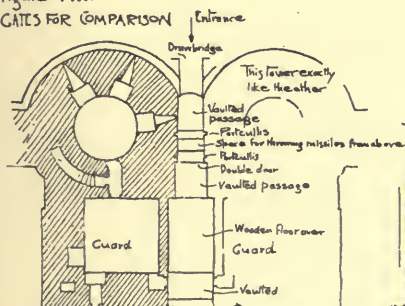 GATES FOR COMPARISON
Entrance
Drawbridge
This tower exactly
like the other
Vaulted
passage
Portcullis
Space for throwing missiles from above
Portcullis
Double door
Vaulted passage
Wooden floor over
Guard
Guard
Vaulted